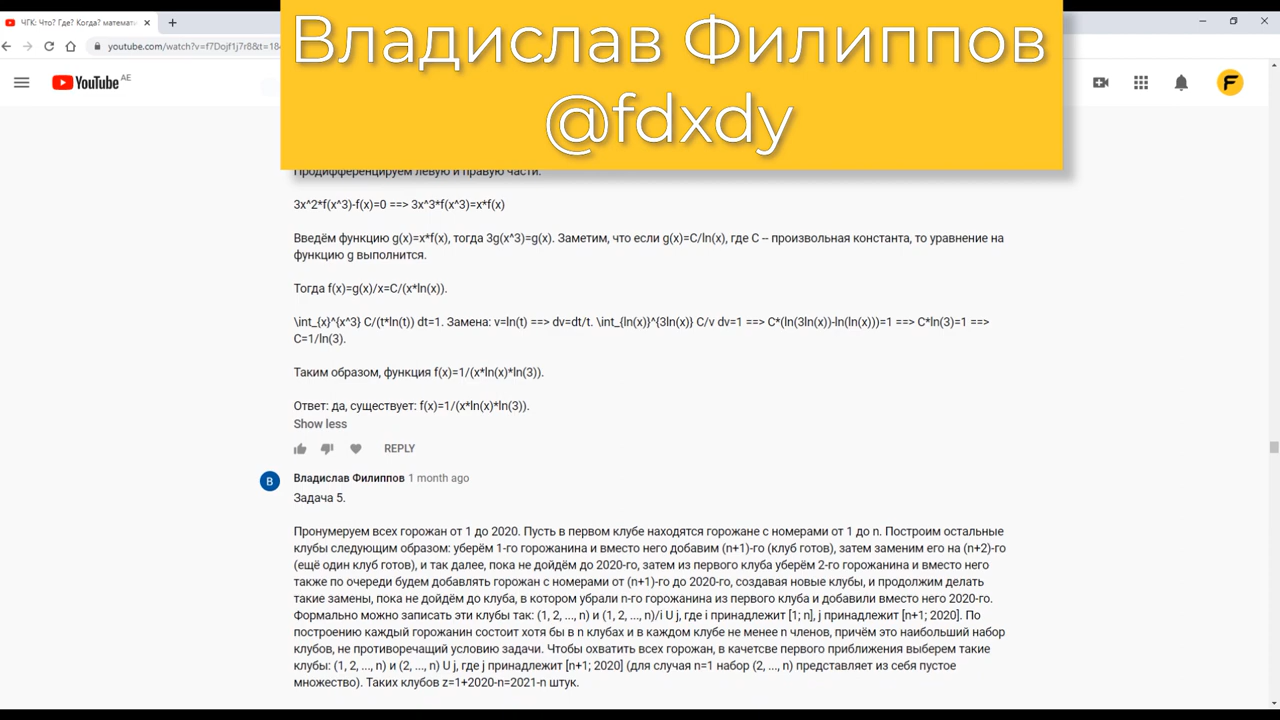 ЧГК: Что? Где? Когда? математ
youtube.com/watch?v=f7Dojf1j7r8&t=18
YouTube AE
Владислав Филиппов
@fdxdy
Продифференцируем левую и правую части.
3x^2*f(x^3)-f(x)=0 ==> 3x^3*f(x^3)=x*f(x)
Введём функцию g(x)=x*f(x), тогда 3g(x^3)=g(x). Заметим, что если g(x)=C/ln(x), где C – произвольная константа, то уравнение на
функцию g выполнится.
Тогда f(x)=g(x)/x=C/(x*ln(x)).
\int_{x}^{x^3} C/(t*ln(t)) dt=1. Замена: v=ln(t) ==> dv=dt/t. \int_{ln(x)}^{3ln(x)} C/v dv=1 ==> C*(ln(3ln(x))-ln(ln(x)))=1 ==> C*ln(3)=1 ==>
C=1/ln(3).
Таким образом, функция f(x)=1/(x*ln(x)*ln(3)).
Ответ: да, существует: f(x)=1/(x*ln(x)*ln(3)).
Show less
REPLY
В
Владислав Филиппов 1 month ago
Задача 5.
Пронумеруем всех горожан от 1 до 2020. Пусть в первом клубе находятся горожане с номерами от 1 до n. Построим остальные
клубы следующим образом: уберём 1-го горожанина и вместо него добавим (n+1)-го (клуб готов), затем заменим его на (n+2)-го
(ещё один клуб готов), и так далее, пока не дойдём до 2020-го, затем из первого клуба уберём 2-го горожанина и вместо него
также по очереди будем добавлять горожан с номерами от (n+1)-го до 2020-го, создавая новые клубы, и продолжим делать
такие замены, пока не дойдём до клуба, в котором убрали n-го горожанина из первого клуба и добавили вместо него 2020-го.
Формально можно записать эти клубы так: (1, 2, ..., n) и (1, 2, ..., n)/i U j, где i принадлежит [1; n], j принадлежит [n+1; 2020]. По
построению каждый горожанин состоит хотя бы в n клубах и в каждом клубе не менее n членов, причём это наибольший набор
клубов, не противоречащий условию задачи. Чтобы охватить всех горожан, в качетсве первого приближения выберем такие
клубы: (1, 2, ..., n) и (2, ..., n) U j, где j принадлежит [n+1; 2020] (для случая n=1 набор (2, ..., n) представляет из себя пустое
множество). Таких клубов z=1+2020-n=2021-n штук.